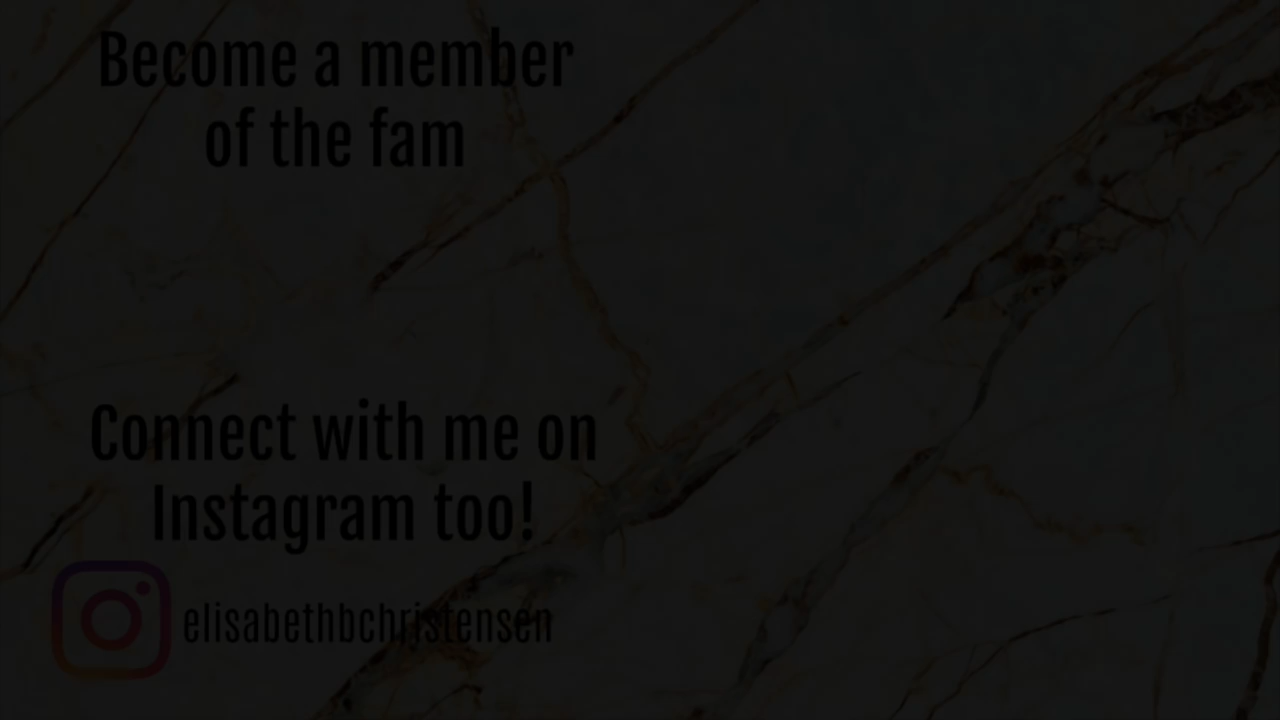 Become a member
of the fam
Connect with me on
Instagram too!
elisabethbchristensen